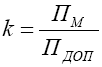 k = П_М / П_ДОП